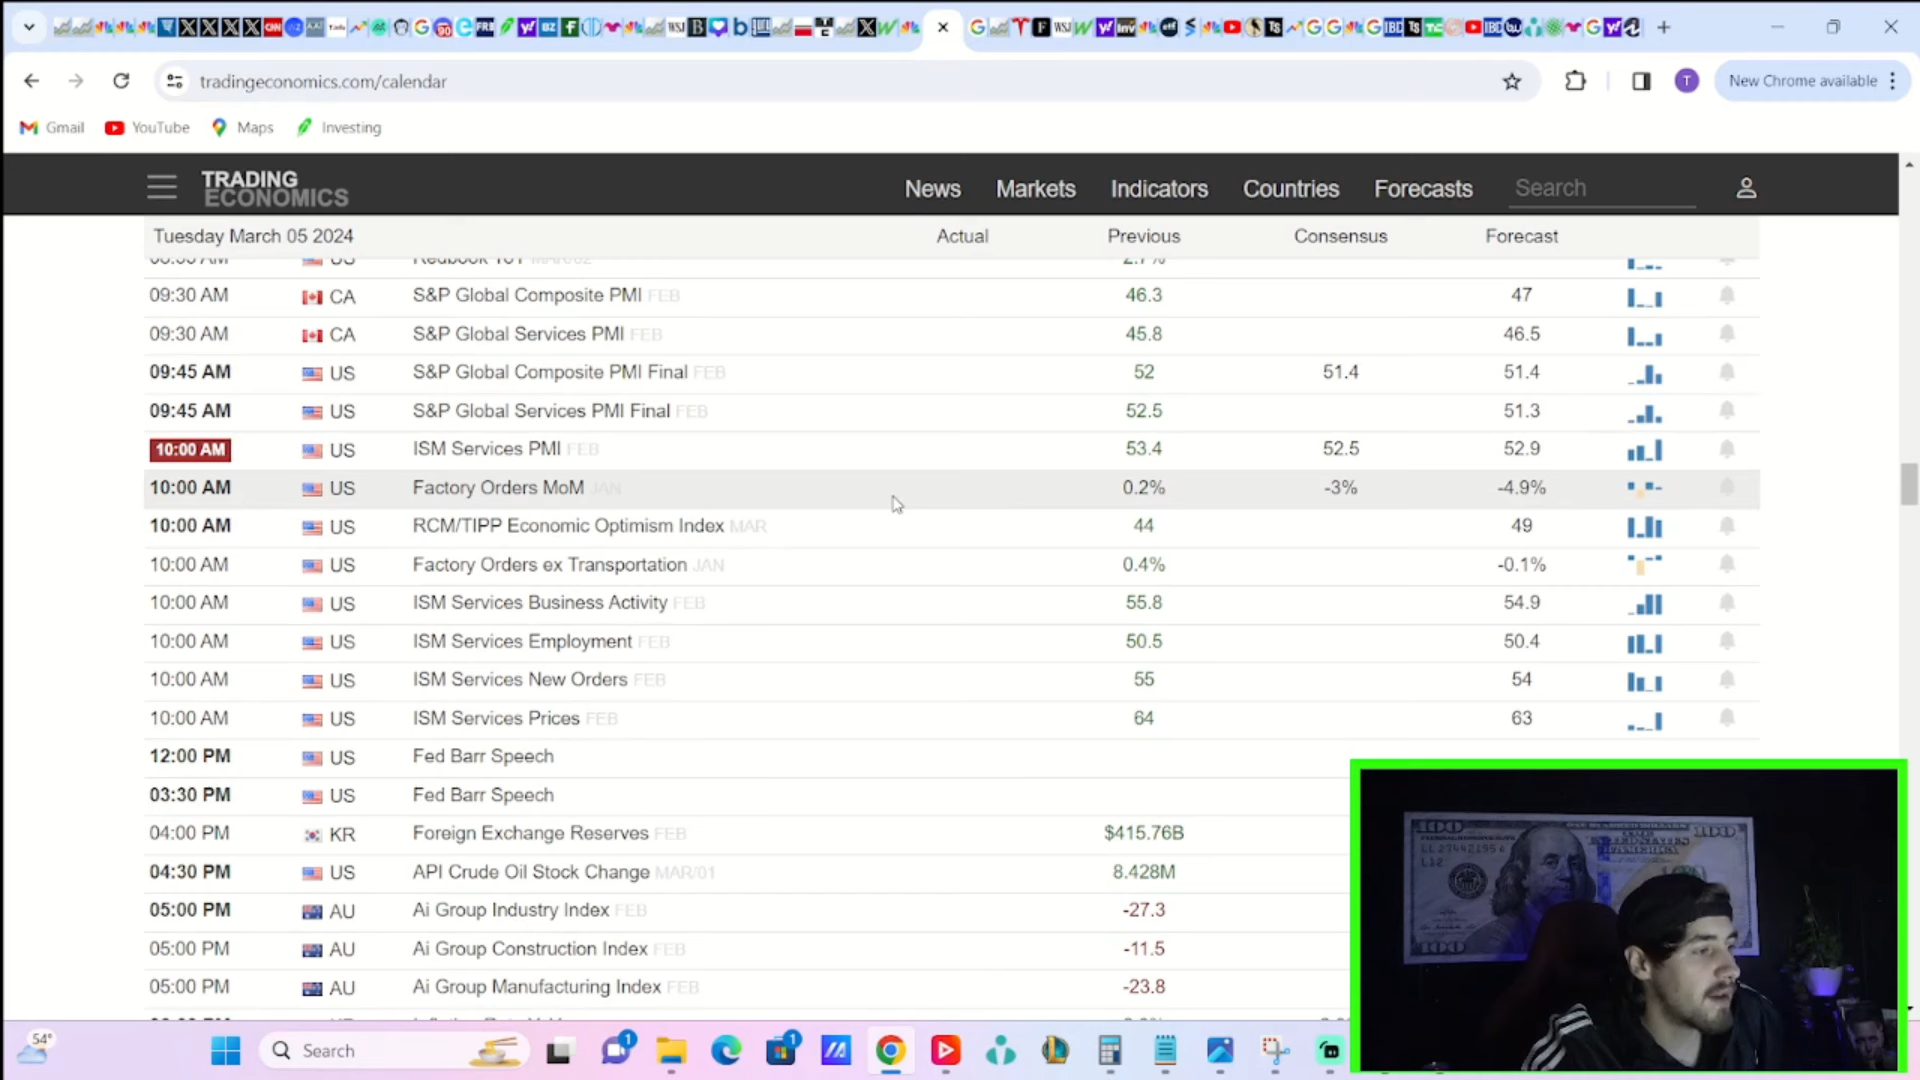 tradingeconomics.com/calendar
New Chrome available
T
Gmail
YouTube
Maps
Investing
TRADING
ECONOMICS
News
Markets
Indicators
Countries
Forecasts
Search
Tuesday March 05 2024 Actual Previous Consensus Forecast
09:30 AM CA S&P Global Composite PMI FEB 46.3 47
09:30 AM CA S&P Global Services PMI FEB 45.8 46.5
09:45 AM US S&P Global Composite PMI Final FEB 52 51.4 51.4
09:45 AM US S&P Global Services PMI Final FEB 52.5 51.3
10:00 AM US ISM Services PMI FEB 53.4 52.5 52.9
10:00 AM US Factory Orders MoM JAN 0.2% -3% -4.9%
10:00 AM US RCM/TIPP Economic Optimism Index MAR 44 49
10:00 AM US Factory Orders ex Transportation JAN 0.4% -0.1%
10:00 AM US ISM Services Business Activity FEB 55.8 54.9
10:00 AM US ISM Services Employment FEB 50.5 50.4
10:00 AM US ISM Services New Orders FEB 55 54
10:00 AM US ISM Services Prices FEB 64 63
12:00 PM US Fed Barr Speech
03:30 PM US Fed Barr Speech
04:00 PM KR Foreign Exchange Reserves FEB $415.76B
04:30 PM US API Crude Oil Stock Change MAR/01 8.428M
05:00 PM AU Ai Group Industry Index FEB -27.3
05:00 PM AU Ai Group Construction Index FEB -11.5
05:00 PM AU Ai Group Manufacturing Index FEB -23.8
54°
Search
1
1
100
100
100